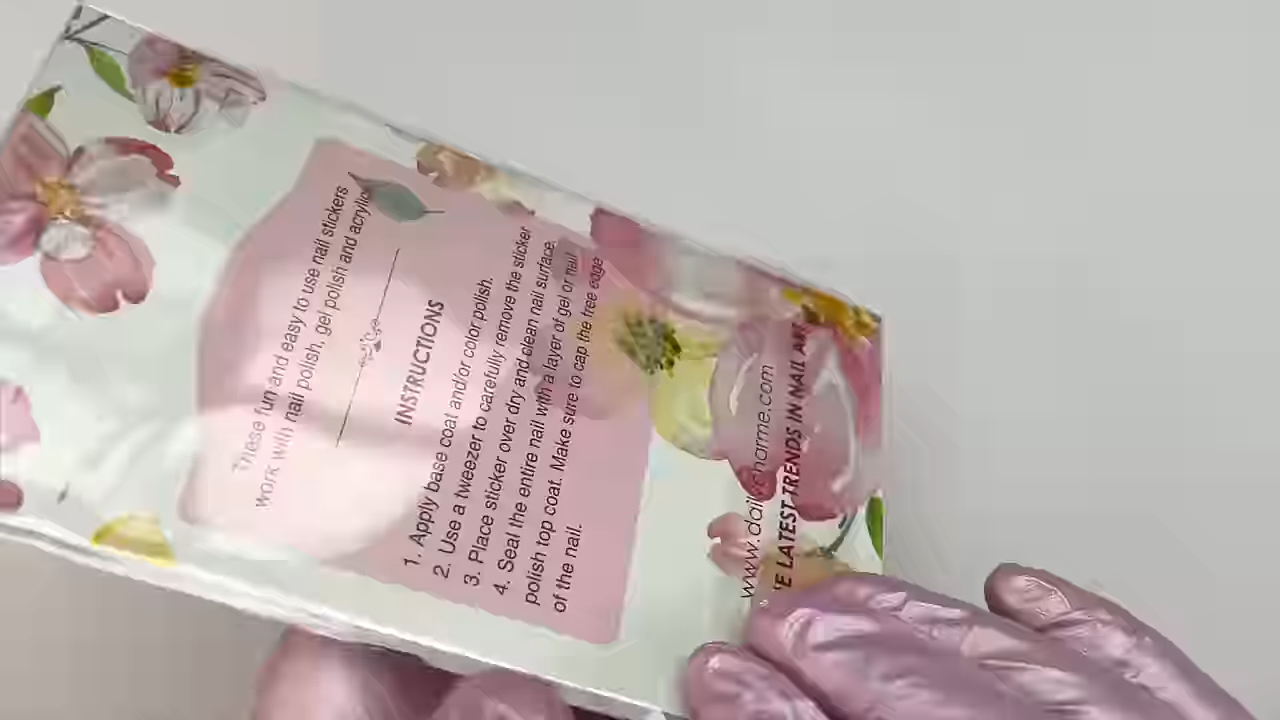 These fun and easy to use nail stickers
work with nail polish, gel polish and acrylic
INSTRUCTIONS
1. Apply base coat and/or color polish.
2. Use a tweezer to carefully remove the sticker
3. Place sticker over dry and clean nail surface.
4. Seal the entire nail with a layer of gel or nail
polish top coat. Make sure to cap the free edge
of the nail.
www.dailycharme.com
LATEST TRENDS IN NAIL